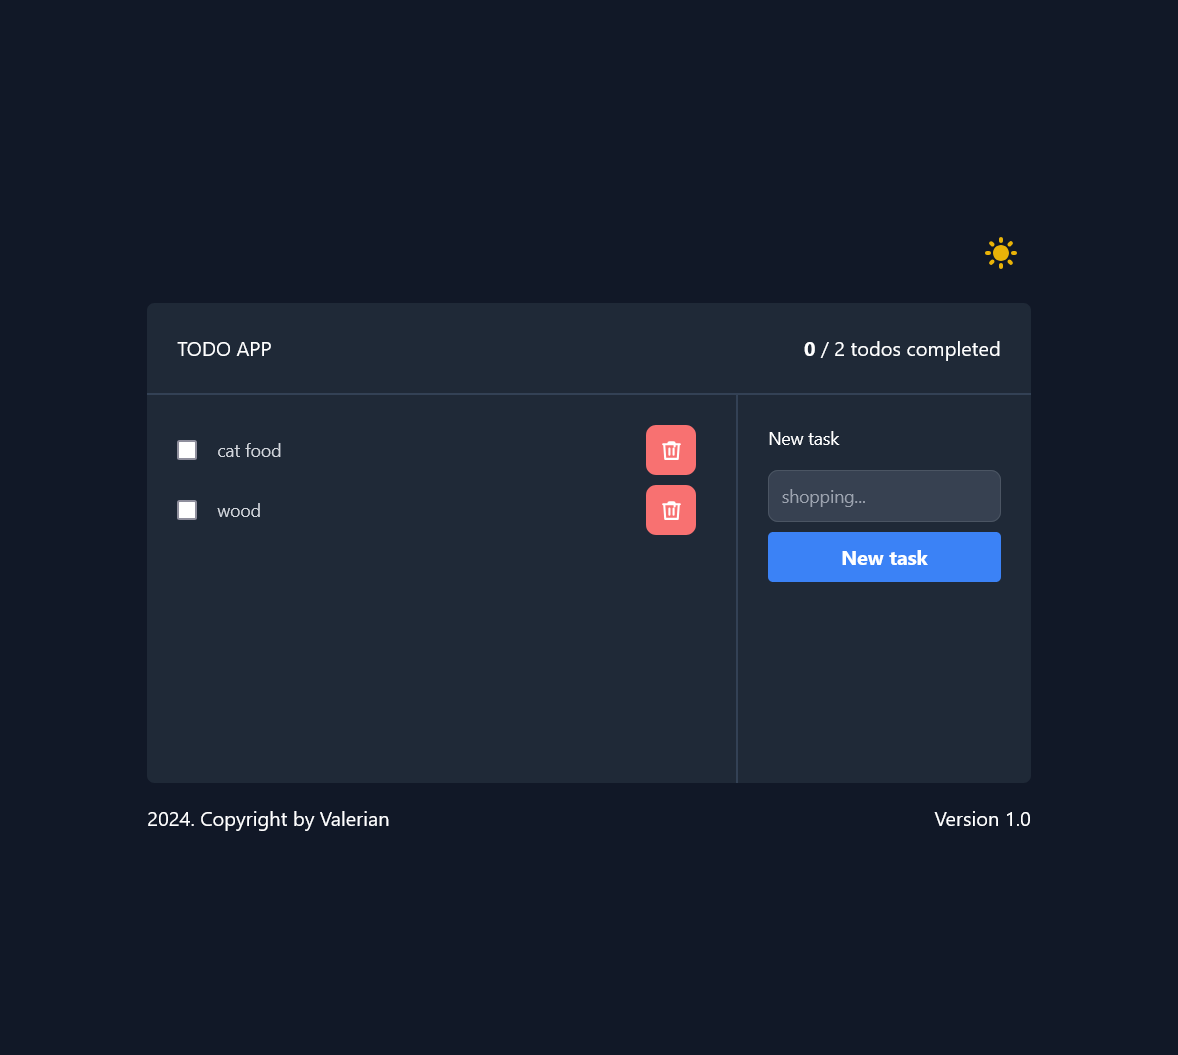 TODO APP
0 / 2 todos completed
cat food
wood
New task
shopping...
New task
2024. Copyright by Valerian
Version 1.0